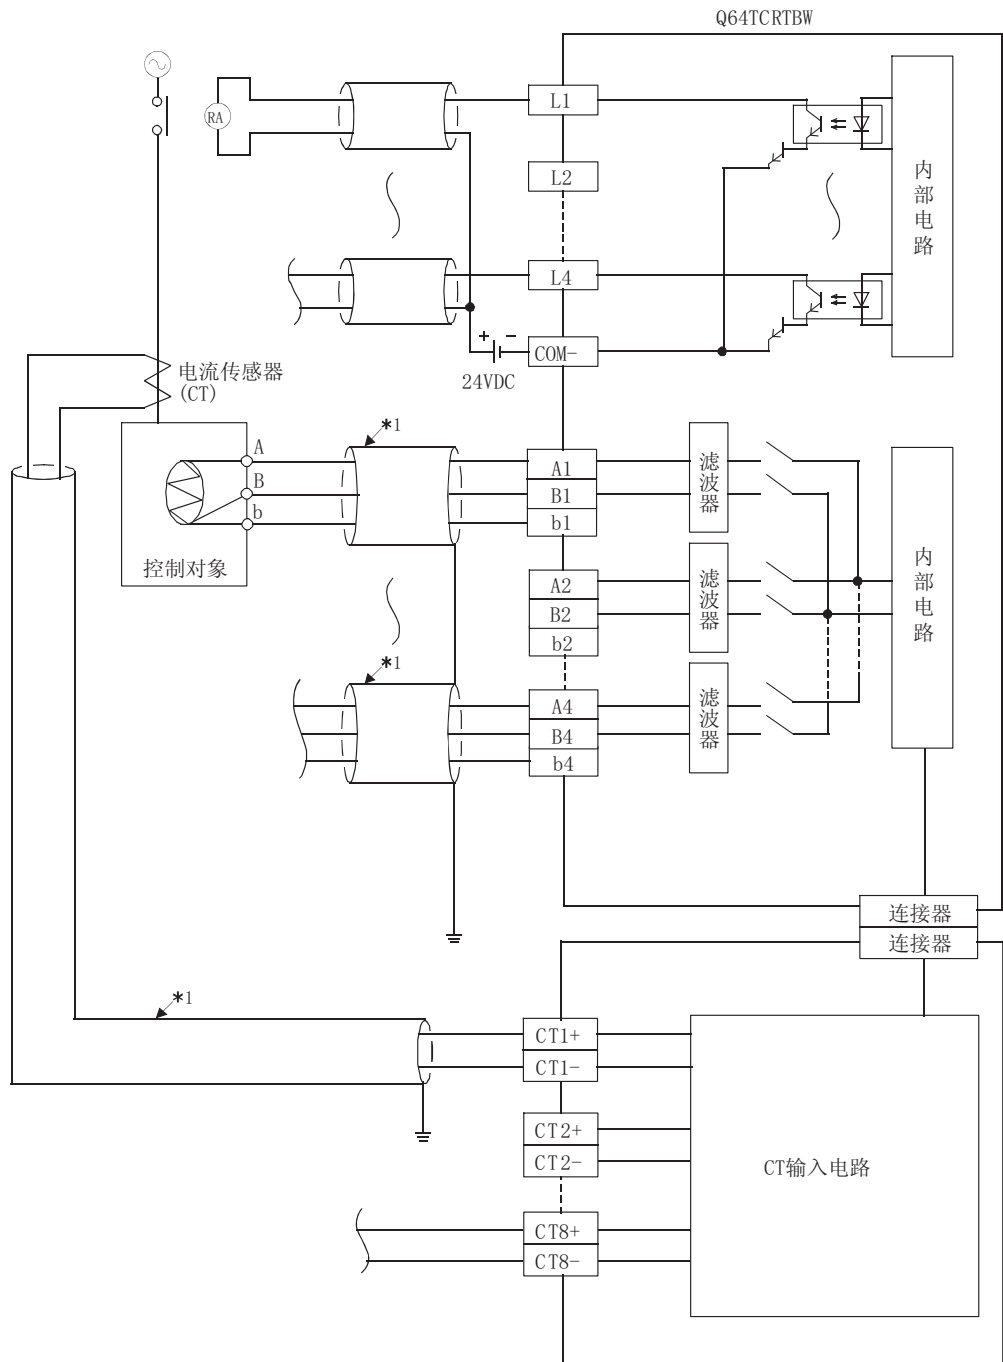 Q64TCRTBW
RA
L1
L2
L4
COM-
+ -
24VDC
内部电路
电流传感器
(CT)
*1
A
B
b
控制对象
A1
B1
b1
滤波器
A2
B2
b2
滤波器
内部电路
*1
A4
B4
b4
滤波器
连接器
连接器
*1
CT1+
CT1-
CT2+
CT2-
CT8+
CT8-
CT输入电路